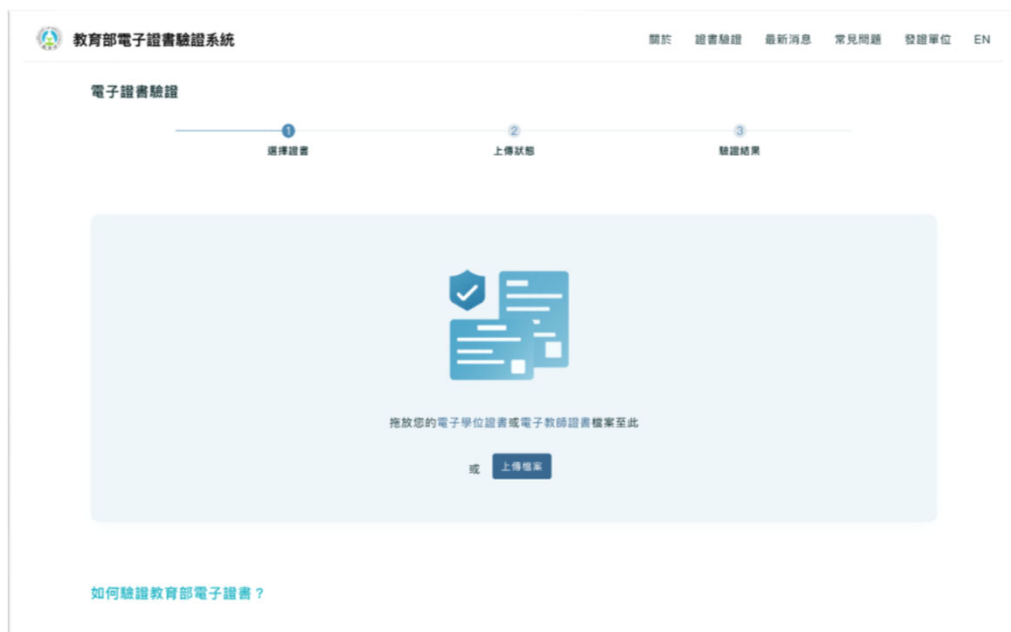 教育部電子證書驗證系統
關於 證書驗證 最新消息 常見問題 發證單位 EN
電子證書驗證
1 2 3
選擇證書 上傳狀態 驗證結果
拖放您的電子學位證書或電子教師證書檔案至此
或 上傳檔案
如何驗證教育部電子證書？